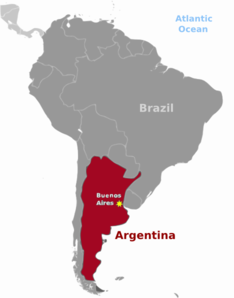 Atlantic
Ocean
Brazil
Buenos
Aires
Argentina